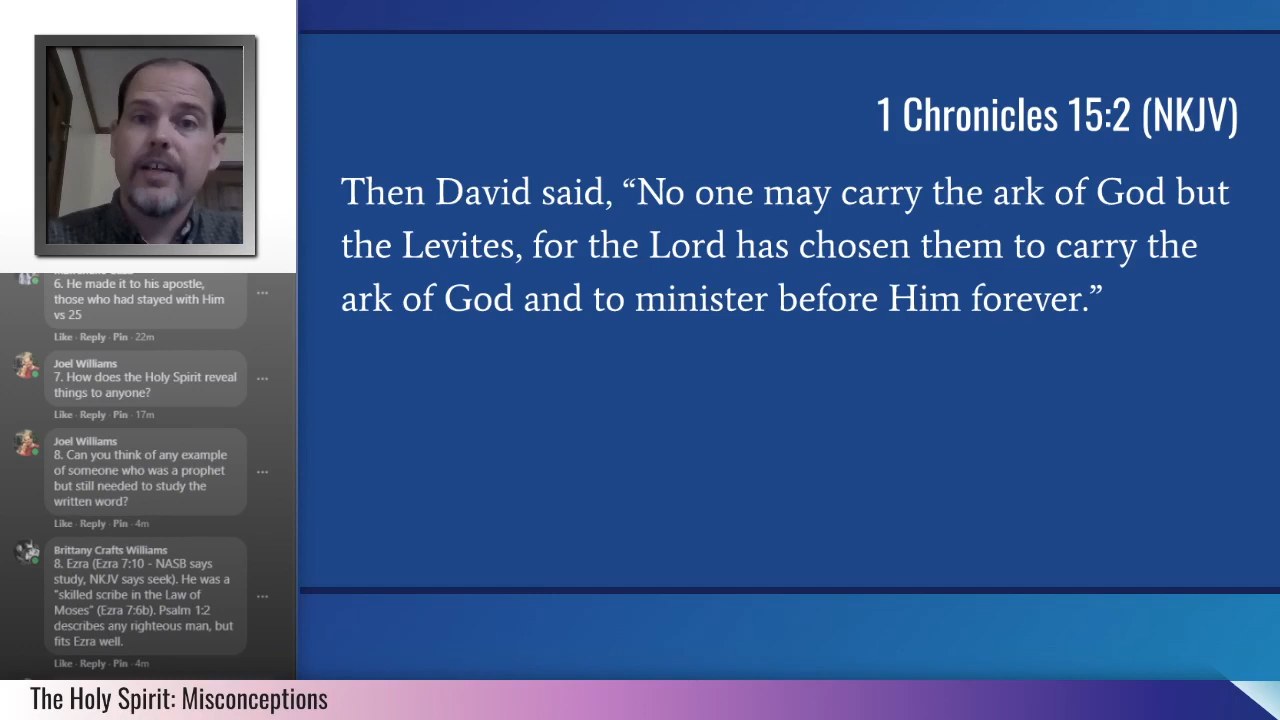 1 Chronicles 15:2 (NKJV)
Then David said, “No one may carry the ark of God but
the Levites, for the Lord has chosen them to carry the
ark of God and to minister before Him forever.”
6. He made it to his apostle,
those who had stayed with Him
vs 25
Like · Reply · Pin · 22m
Joel Williams
7. How does the Holy Spirit reveal
things to anyone?
Like · Reply · Pin · 17m
Joel Williams
8. Can you think of any example
of someone who was a prophet
but still needed to study the
written word?
Like · Reply · Pin · 4m
Brittany Crafts Williams
8. Ezra (Ezra 7:10 - NASB says
study, NKJV says seek). He was a
"skilled scribe in the Law of
Moses" (Ezra 7:6b). Psalm 1:2
describes any righteous man, but
fits Ezra well.
Like · Reply · Pin · 4m
The Holy Spirit: Misconceptions